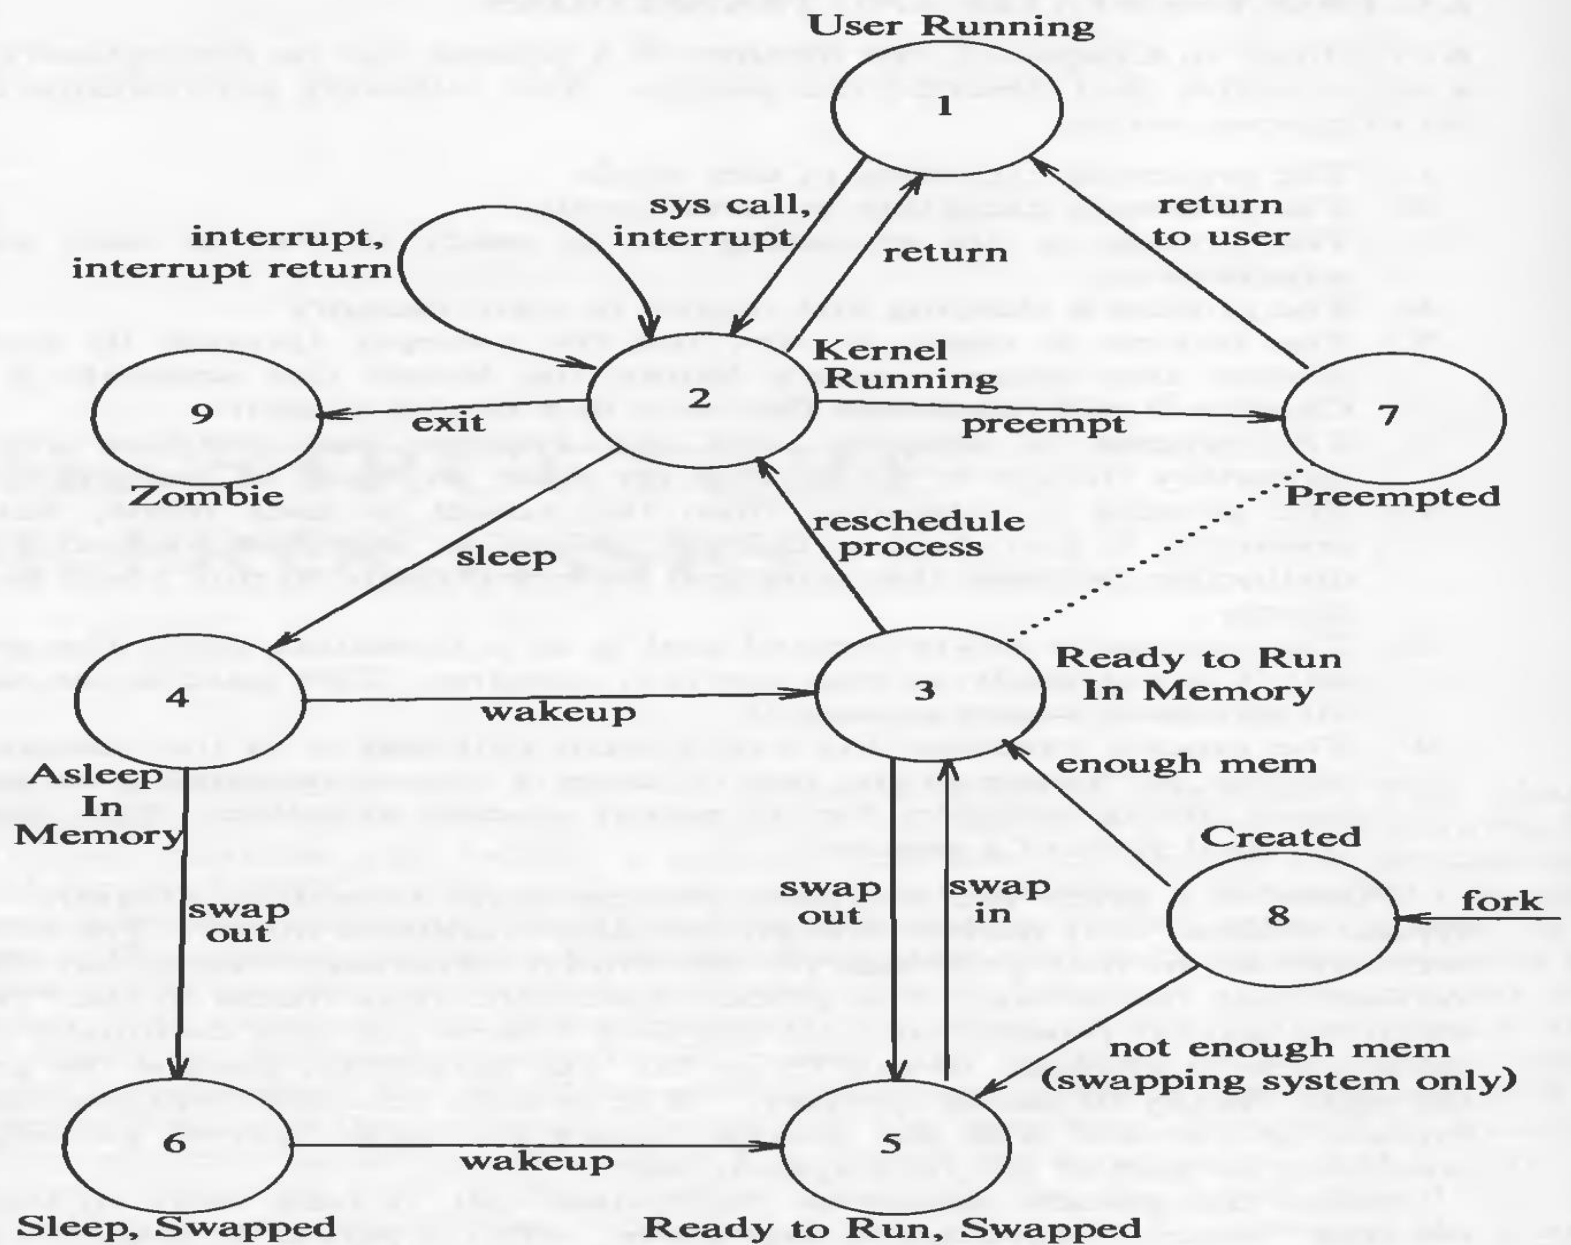 User Running
1
sys call,
interrupt
return
return
to user
interrupt,
interrupt return
Kernel
Running
2
9
exit
Zombie
preempt
7
Preempted
sleep
reschedule
process
4
Asleep
In
Memory
wakeup
3
Ready to Run
In Memory
enough mem
Created
8
fork
swap
out
swap
out
swap
in
not enough mem
(swapping system only)
6
Sleep, Swapped
wakeup
5
Ready to Run, Swapped